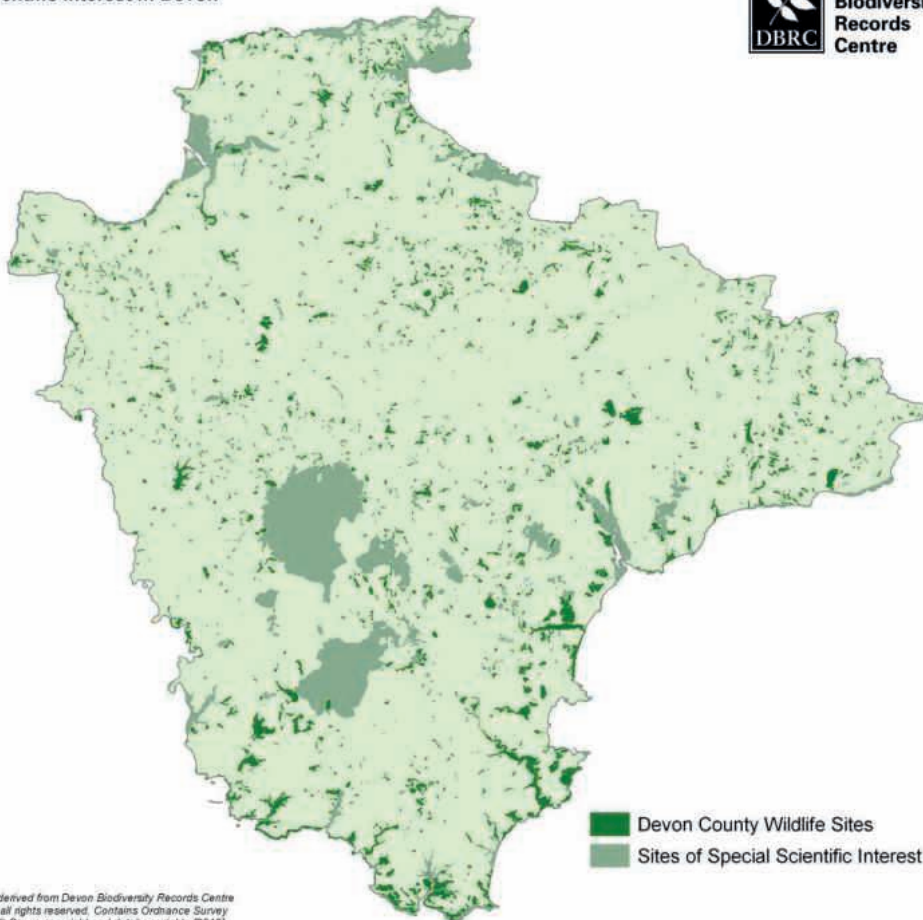 Biodiversi
Records
Centre
DBRC
Devon County Wildlife Sites
Sites of Special Scientific Interest
derived from Devon Biodiversity Records Centre
all rights reserved. Contains Ordnance Survey